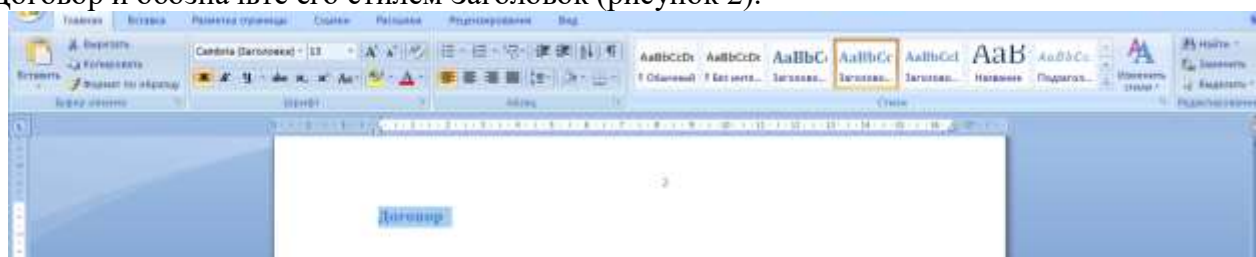 договор и обозначьте его стилем Заголовок (рисунок 2).
Главная Вставка Разметка страницы Ссылки Рассылки Рецензирование Вид
Вырезать
Копировать
Формат по образцу
Вставить
Буфер обмена
Cambria (Заголовки) 13
Ж К Ч abc
Шрифт
Абзац
AaBbCcDc AaBbCcDc AaBbC AaBbCc AaBbCcI AaB AaBbCc
Обычный Без инте... Заголово... Заголово... Заголово... Название Подзагол...
Изменить стили
Стили
Найти
Заменить
Выделить
Редактирование
2
Договор